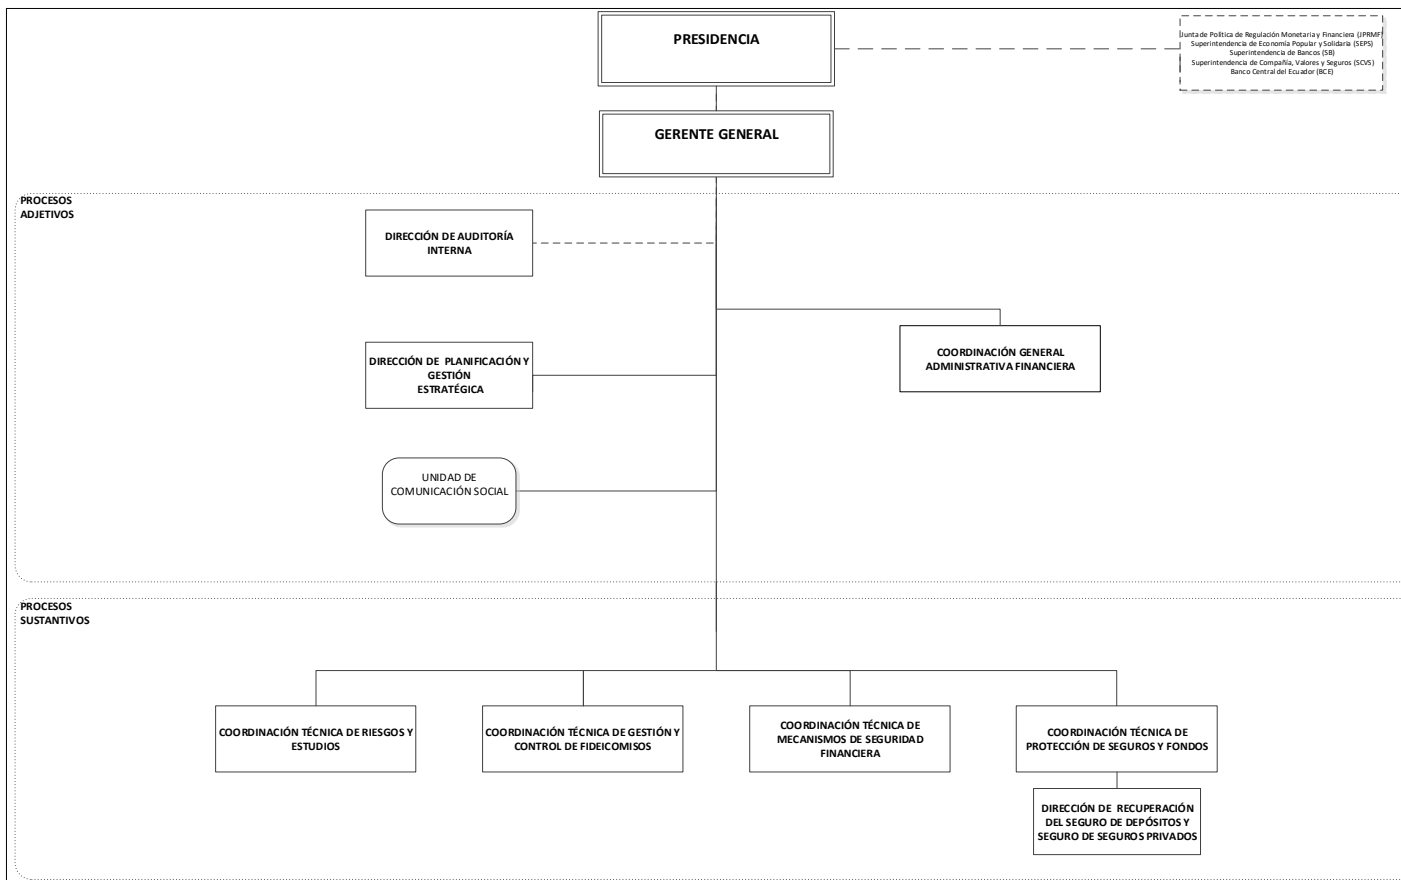 PRESIDENCIA
Junta de Política de Regulación Monetaria y Financiera (JPRMF)
Superintendencia de Economía Popular y Solidaria (SEPS)
Superintendencia de Bancos (SB)
Superintendencia de Compañía, Valores y Seguros (SCVS)
Banco Central del Ecuador (BCE)
GERENTE GENERAL
PROCESOS
ADJETIVOS
DIRECCIÓN DE AUDITORÍA
INTERNA
COORDINACIÓN GENERAL
ADMINISTRATIVA FINANCIERA
DIRECCIÓN DE PLANIFICACIÓN Y
GESTIÓN
ESTRATÉGICA
UNIDAD DE
COMUNICACIÓN SOCIAL
PROCESOS
SUSTANTIVOS
COORDINACIÓN TÉCNICA DE RIESGOS Y
ESTUDIOS
COORDINACIÓN TÉCNICA DE GESTIÓN Y
CONTROL DE FIDEICOMISOS
COORDINACIÓN TÉCNICA DE
MECANISMOS DE SEGURIDAD
FINANCIERA
COORDINACIÓN TÉCNICA DE
PROTECCIÓN DE SEGUROS Y FONDOS
DIRECCIÓN DE RECUPERACIÓN
DEL SEGURO DE DEPÓSITOS Y
SEGURO DE SEGUROS PRIVADOS